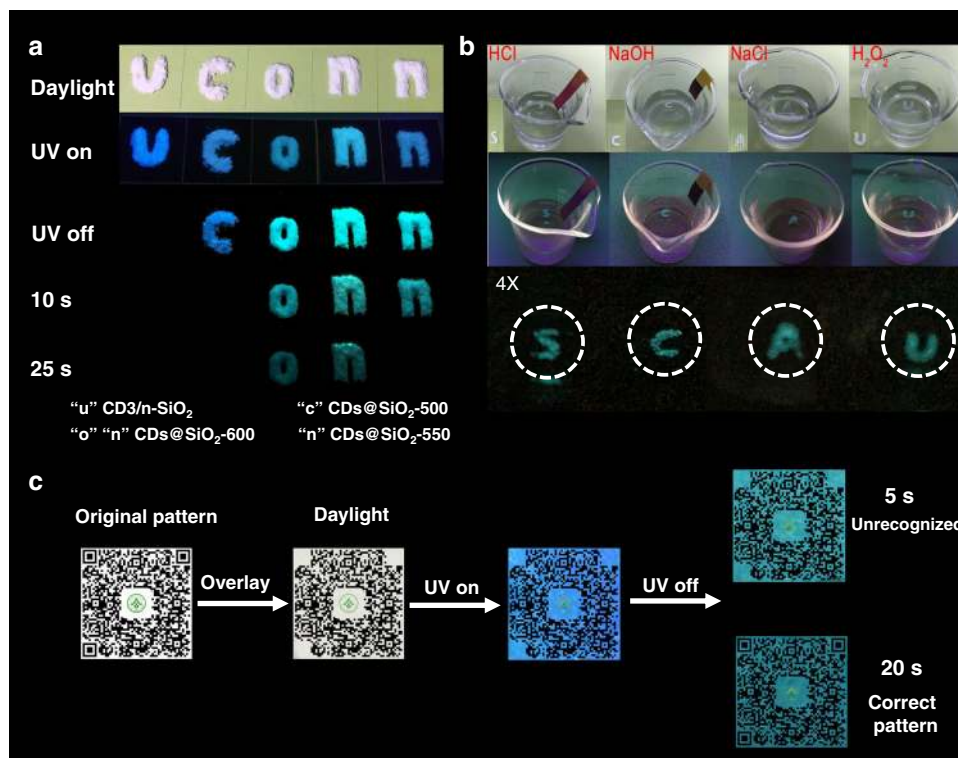 a
Daylight
u c o n n
UV on
u c o n n
UV off
c o n n
10 s
o n n
25 s
o n
“u” CD3/n-SiO₂
“c” CDs@SiO₂-500
“o” “n” CDs@SiO₂-600
“n” CDs@SiO₂-550
b
HCl
NaOH
NaCl
H₂O₂
S
C
A
U
S
C
A
U
4X
S
C
A
U
c
Original pattern
Overlay
Daylight
UV on
UV off
5 s
Unrecognized
20 s
Correct
pattern